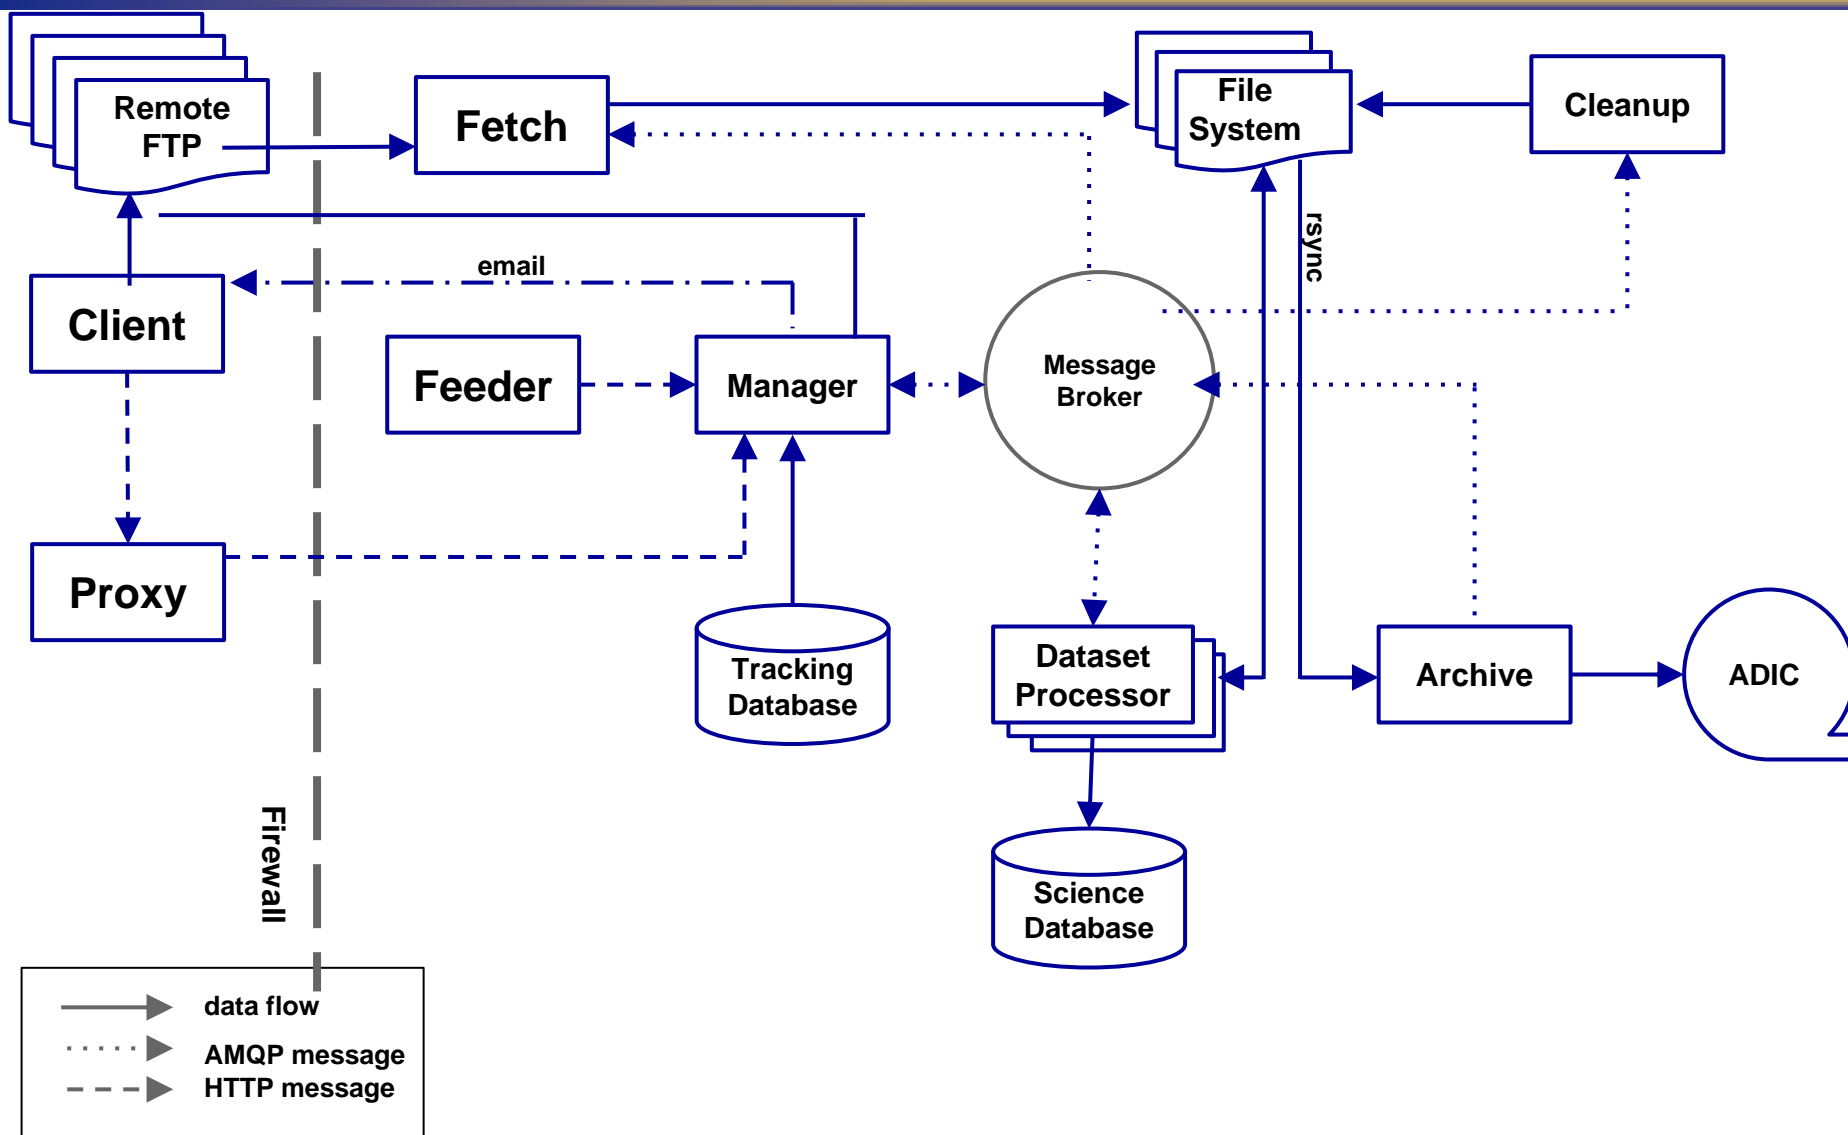 Remote
FTP
Fetch
File
System
Cleanup
rsync
email
Client
Feeder
Manager
Message
Broker
Proxy
Tracking
Database
Dataset
Processor
Archive
ADIC
Firewall
Science
Database
data flow
AMQP message
HTTP message